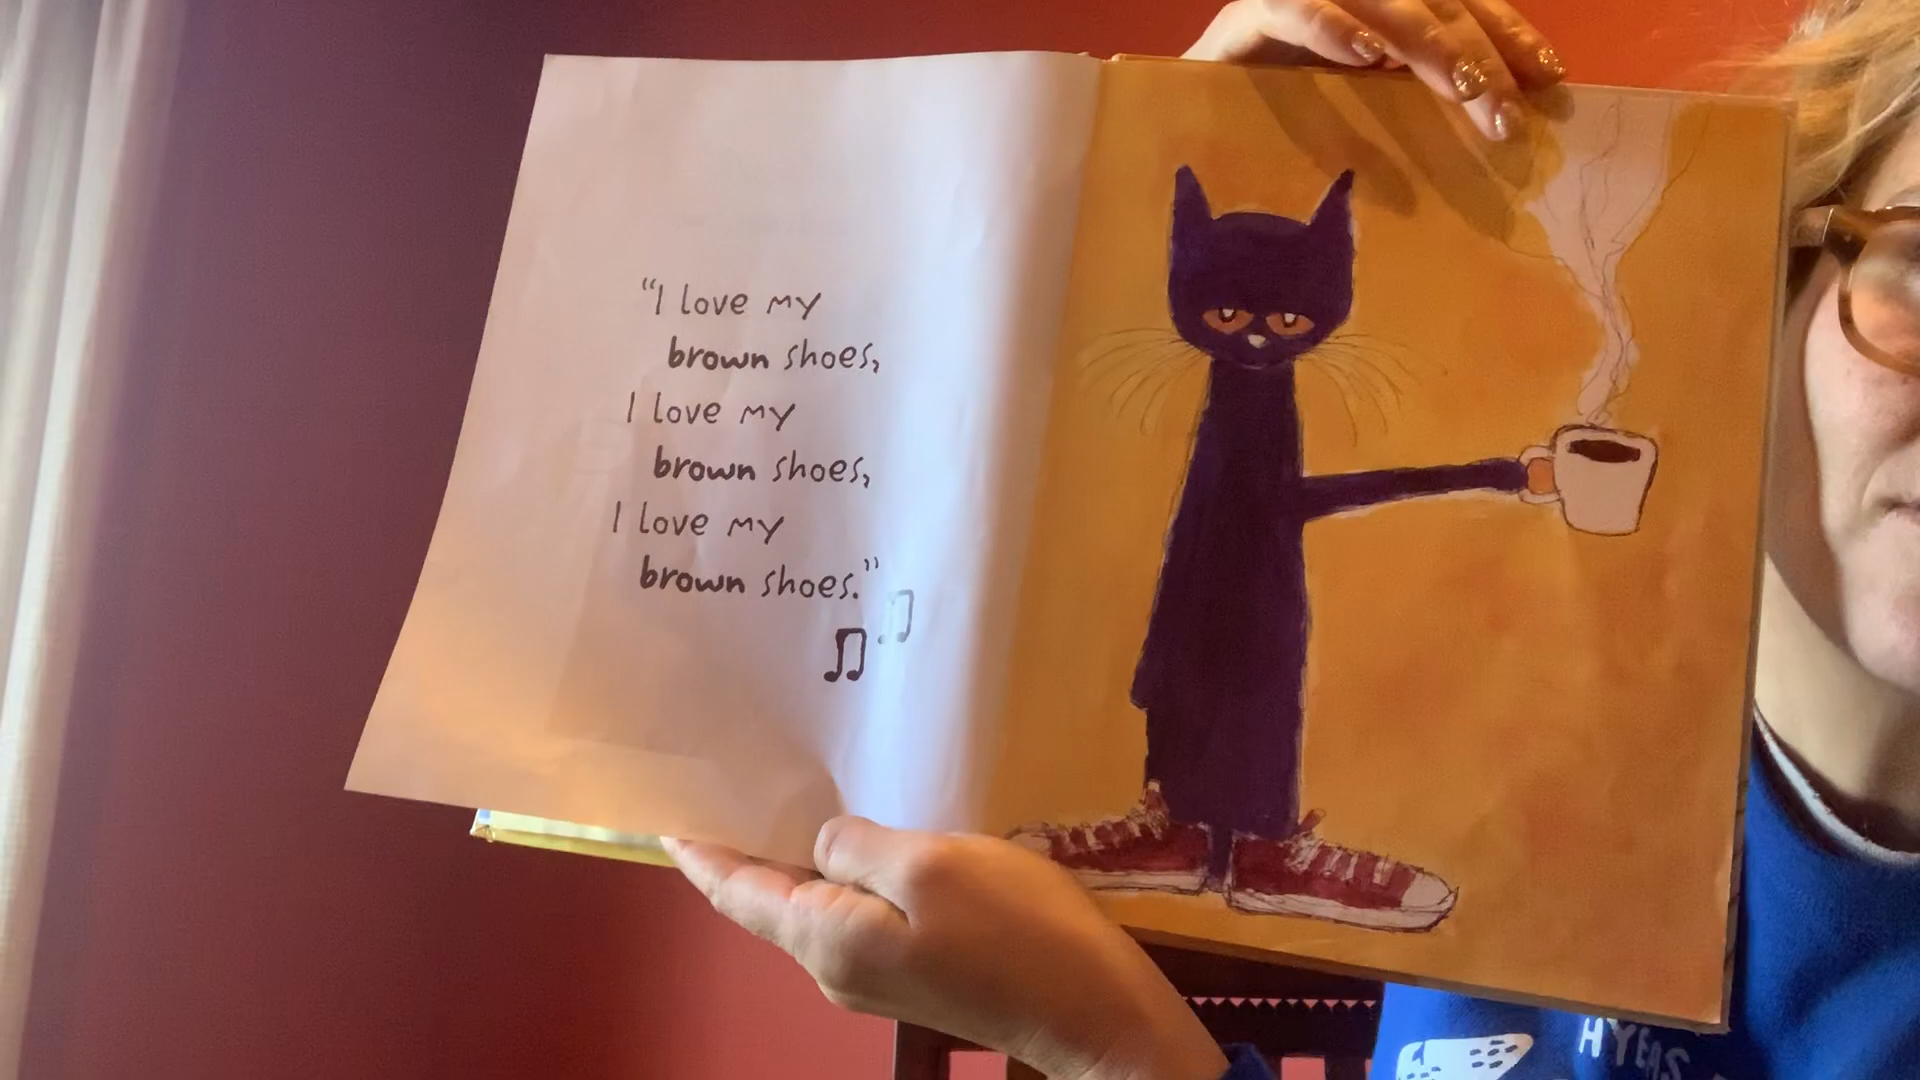 “I love my
brown shoes,
I love my
brown shoes,
I love my
brown shoes.”